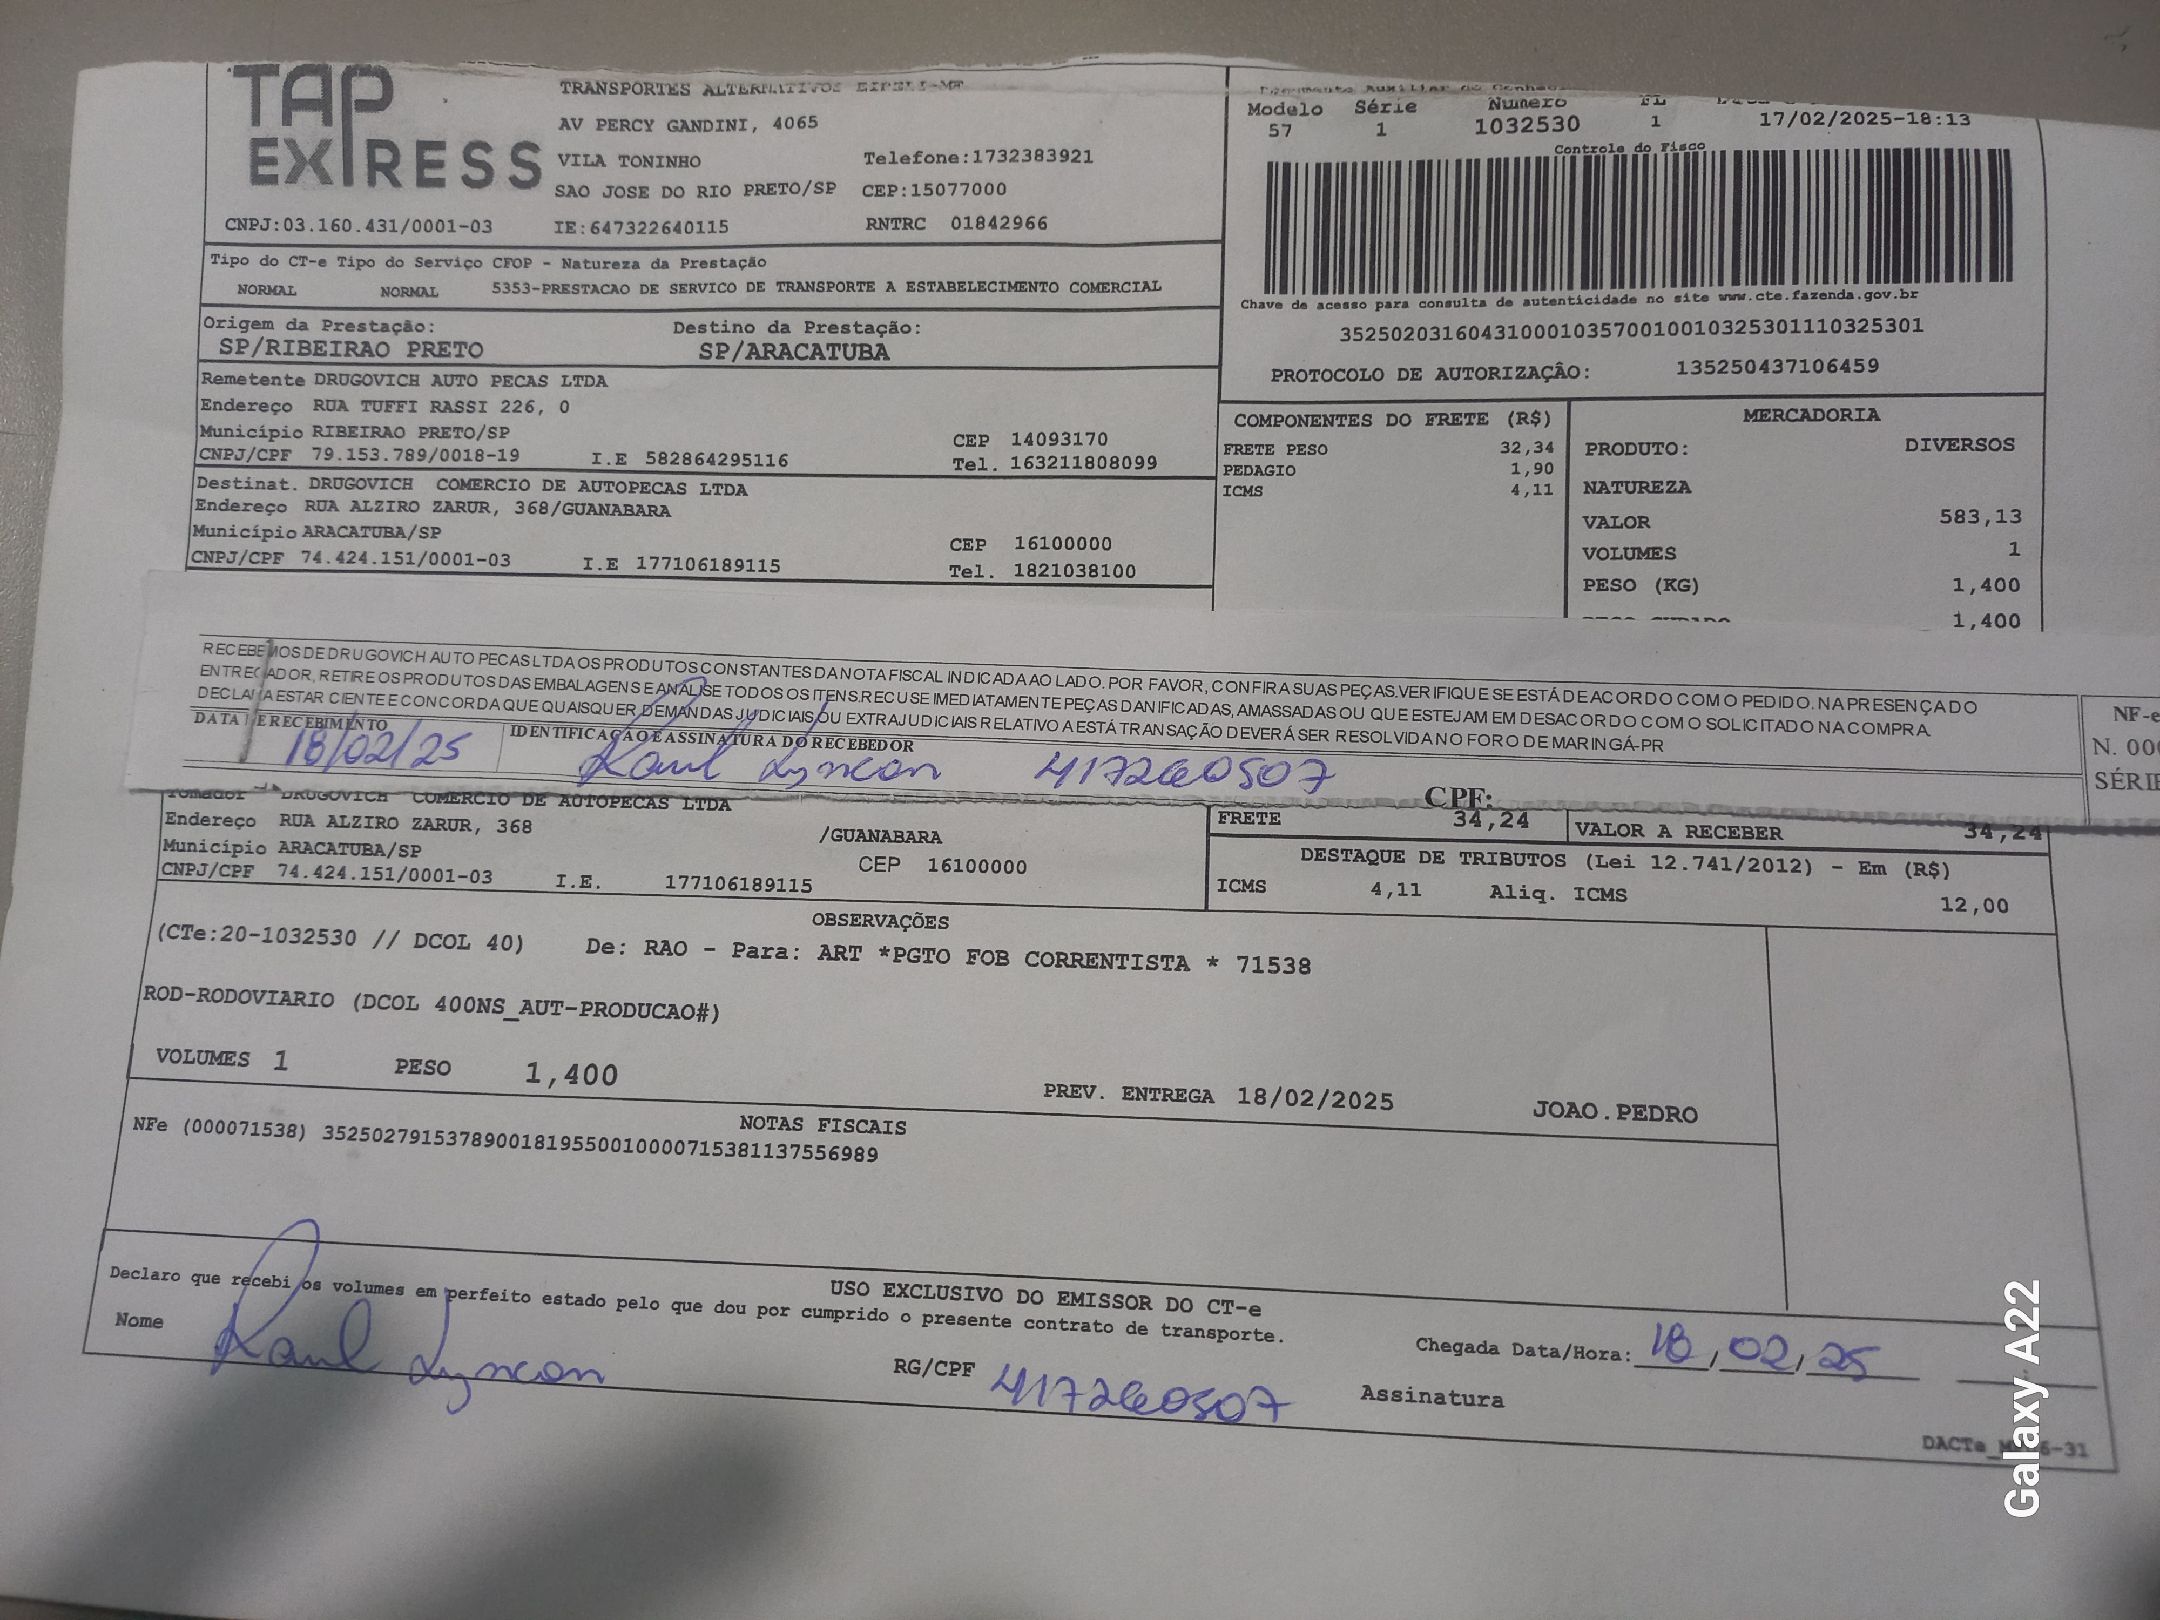 TAP
EXPRESS
TRANSPORTES ALTERNATIVOS EIRELI-ME
AV PERCY GANDINI, 4065
VILA TONINHO Telefone:1732383921
SAO JOSE DO RIO PRETO/SP CEP:15077000
CNPJ:03.160.431/0001-03 IE:647322640115 RNTRC 01842966
Modelo Série Numero FL
57 1 1032530 1 17/02/2025-18:13
Controle do Fisco
Chave de acesso para consulta de autenticidade no site www.cte.fazenda.gov.br
35250203160431000103570010010325301110325301
PROTOCOLO DE AUTORIZAÇÃO: 135250437106459
Tipo do CT-e Tipo do Serviço CFOP - Natureza da Prestação
NORMAL NORMAL 5353-PRESTACAO DE SERVICO DE TRANSPORTE A ESTABELECIMENTO COMERCIAL
Origem da Prestação: Destino da Prestação:
SP/RIBEIRAO PRETO SP/ARACATUBA
Remetente DRUGOVICH AUTO PECAS LTDA
Endereço RUA TUFFI RASSI 226, 0
Município RIBEIRAO PRETO/SP CEP 14093170
CNPJ/CPF 79.153.789/0018-19 I.E 582864295116 Tel. 163211808099
Destinat. DRUGOVICH COMERCIO DE AUTOPECAS LTDA
Endereço RUA ALZIRO ZARUR, 368/GUANABARA
Município ARACATUBA/SP CEP 16100000
CNPJ/CPF 74.424.151/0001-03 I.E 177106189115 Tel. 1821038100
COMPONENTES DO FRETE (R$)
FRETE PESO 32,34
PEDAGIO 1,90
ICMS 4,11
MERCADORIA
PRODUTO: DIVERSOS
NATUREZA
VALOR 583,13
VOLUMES 1
PESO (KG) 1,400
1,400
RECEBEMOS DE DRUGOVICH AUTO PECAS LTDA OS PRODUTOS CONSTANTES DA NOTA FISCAL INDICADA AO LADO. POR FAVOR, CONFIRA SUAS PEÇAS.VERIFIQUE SE ESTÁ DE ACORDO COM O PEDIDO. NA PRESENÇA DO
ENTREGADOR, RETIRE OS PRODUTOS DAS EMBALAGENS E ANALISE TODOS OS ITENS.RECUSE IMEDIATAMENTE PEÇAS DANIFICADAS, AMASSADAS OU QUE ESTEJAM EM DESACORDO COM O SOLICITADO NA COMPRA.
DECLARA ESTAR CIENTE E CONCORDA QUE QUAISQUER DEMANDAS JUDICIAIS OU EXTRAJUDICIAIS RELATIVO A ESTÁ TRANSAÇÃO DEVERÁ SER RESOLVIDA NO FORO DE MARINGÁ-PR
DATA DE RECEBIMENTO IDENTIFICAÇÃO E ASSINATURA DO RECEBEDOR
18/02/25 Raul Lyncon 417260507
CPF:
NF-e
N. 00
SÉRIE
Tomador DRUGOVICH COMERCIO DE AUTOPECAS LTDA
Endereço RUA ALZIRO ZARUR, 368 /GUANABARA
Município ARACATUBA/SP CEP 16100000
CNPJ/CPF 74.424.151/0001-03 I.E. 177106189115
FRETE 34,24 VALOR A RECEBER 34,24
DESTAQUE DE TRIBUTOS (Lei 12.741/2012) - Em (R$)
ICMS 4,11 Aliq. ICMS 12,00
OBSERVAÇÕES
(CTe:20-1032530 // DCOL 40) De: RAO - Para: ART *PGTO FOB CORRENTISTA * 71538
ROD-RODOVIARIO (DCOL 400NS_AUT-PRODUCAO#)
VOLUMES 1 PESO 1,400 PREV. ENTREGA 18/02/2025 JOAO.PEDRO
NOTAS FISCAIS
NFe (000071538) 35250279153789001819550010000715381137556989
USO EXCLUSIVO DO EMISSOR DO CT-e
Declaro que recebi os volumes em perfeito estado pelo que dou por cumprido o presente contrato de transporte.
Nome Raul Lyncon RG/CPF 417260507 Chegada Data/Hora: 18, 02, 25
Assinatura
Galaxy A22